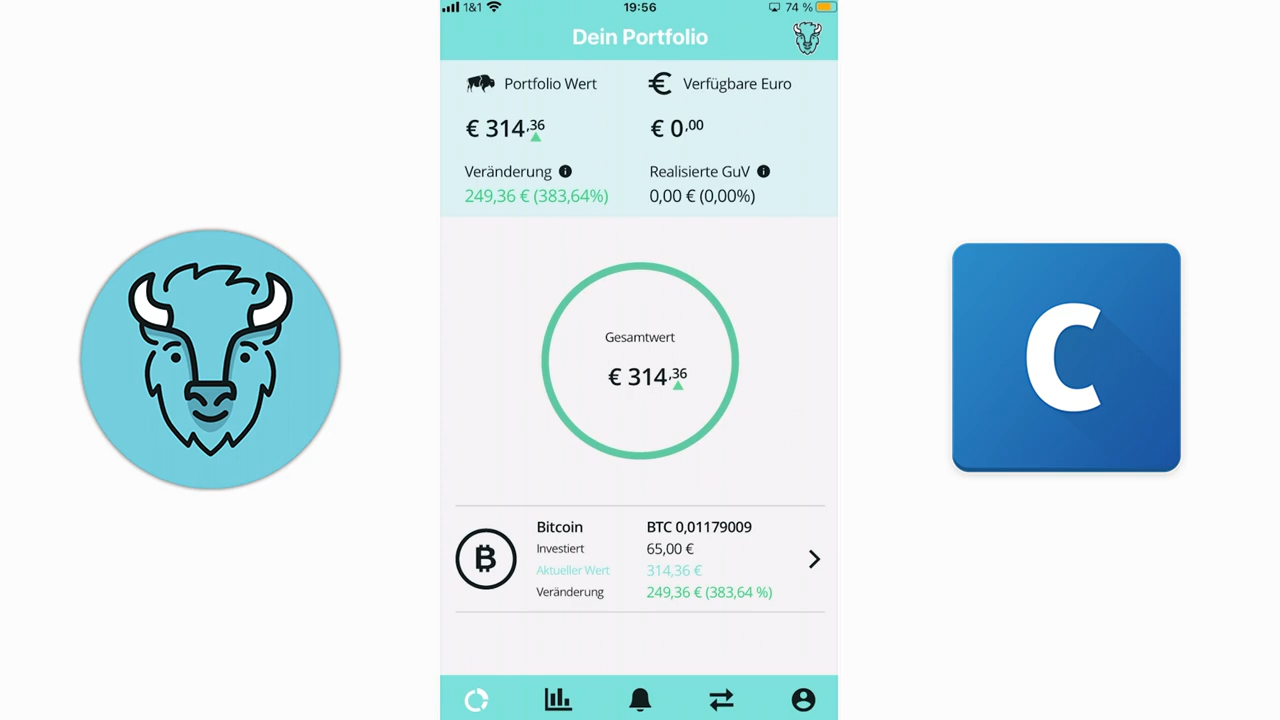 1&1 19:56 74 %
Dein Portfolio
Portfolio Wert
€ 314,36
Veränderung
249,36 € (383,64%)
€ Verfügbare Euro
€ 0,00
Realisierte GuV
0,00 € (0,00%)
Gesamtwert
€ 314,36
Bitcoin BTC 0,01179009
Investiert 65,00 €
Aktueller Wert 314,36 €
Veränderung 249,36 € (383,64 %)
C